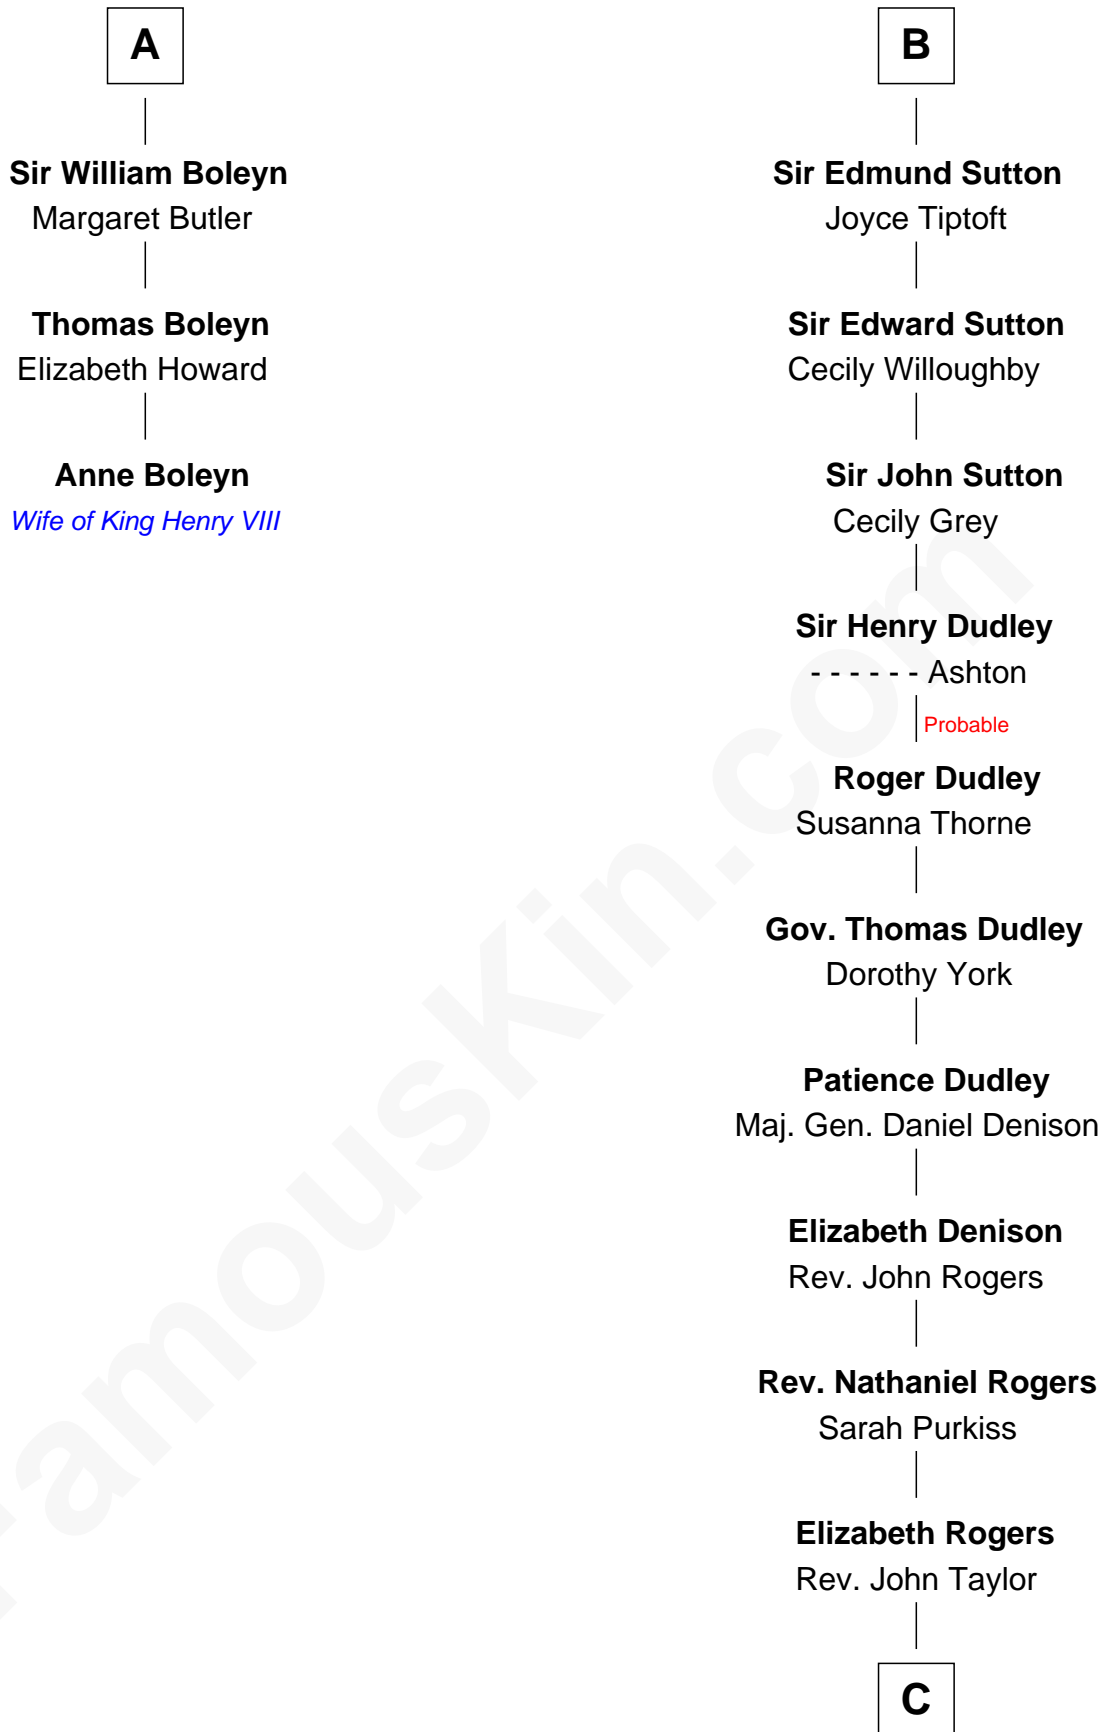 A
Sir William Boleyn
Margaret Butler
Thomas Boleyn
Elizabeth Howard
Anne Boleyn
Wife of King Henry VIII
B
Sir Edmund Sutton
Joyce Tiptoft
Sir Edward Sutton
Cecily Willoughby
Sir John Sutton
Cecily Grey
Sir Henry Dudley
- - - - - - Ashton
Probable
Roger Dudley
Susanna Thorne
Gov. Thomas Dudley
Dorothy York
Patience Dudley
Maj. Gen. Daniel Denison
Elizabeth Denison
Rev. John Rogers
Rev. Nathaniel Rogers
Sarah Purkiss
Elizabeth Rogers
Rev. John Taylor
C
FamousKin.com